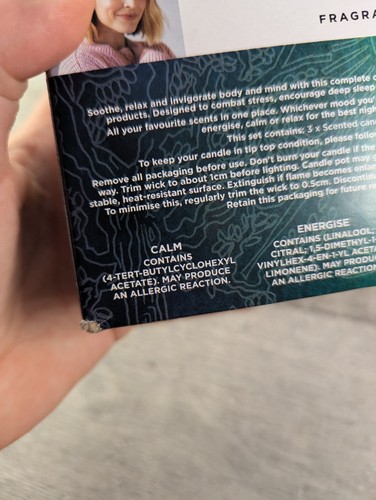 FRAGRA
Soothe, relax and invigorate body and mind with this complete
products. Designed to combat stress, encourage deep sleep
All your favourite scents in one place. Whichever mood you'
energise, calm or relax for the best nigh
This set contains: 3 x Scented cand
To keep your candle in tip top condition, please follow
Remove all packaging before use. Don't burn your candle if the
way. Trim wick to about 1cm before lighting. Candle pot may g
stable, heat-resistant surface. Extinguish if flame becomes enlarg
To minimise this, regularly trim the wick to 0.5cm. Discontin
Retain this packaging for future re
CALM
CONTAINS
(4-TERT-BUTYLCYCLOHEXYL
ACETATE). MAY PRODUCE
AN ALLERGIC REACTION.
ENERGISE
CONTAINS (LINALOOL;
CITRAL; 1,5-DIMETHYL-1-
VINYLHEX-4-EN-1-YL ACETA
LIMONENE). MAY PRODUC
AN ALLERGIC REACTION